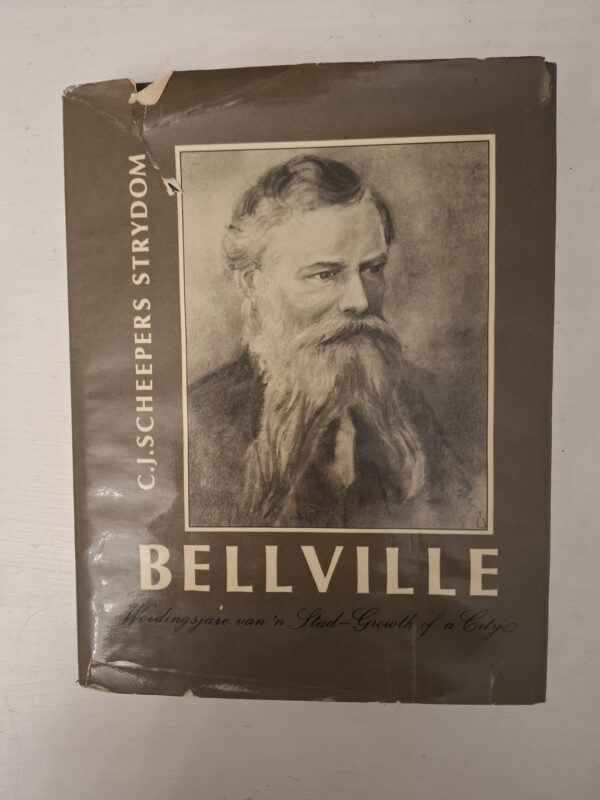 C.J.SCHEEPERS STRYDOM
BELLVILLE
Wordingsjare van 'n Stad-Growth of a City